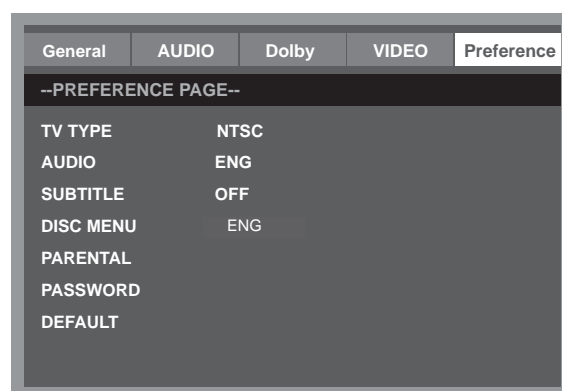 General AUDIO Dolby VIDEO Preference
--PREFERENCE PAGE--
TV TYPE NTSC
AUDIO ENG
SUBTITLE OFF
DISC MENU ENG
PARENTAL
PASSWORD
DEFAULT